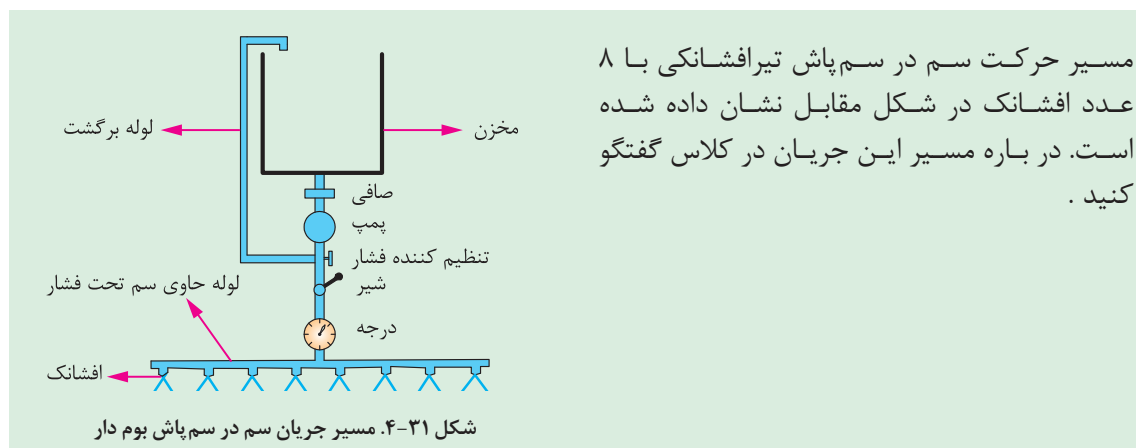 مسیر حرکت سم در سم‌پاش تیرافشانکی با ۸
عدد افشانک در شکل مقابل نشان داده شده
است. در باره مسیر این جریان در کلاس گفتگو
کنید .
مخزن
لوله برگشت
صافی
پمپ
تنظیم کننده فشار
شیر
لوله حاوی سم تحت فشار
درجه
افشانک
شکل ۳۱-۴. مسیر جریان سم در سم‌پاش بوم دار